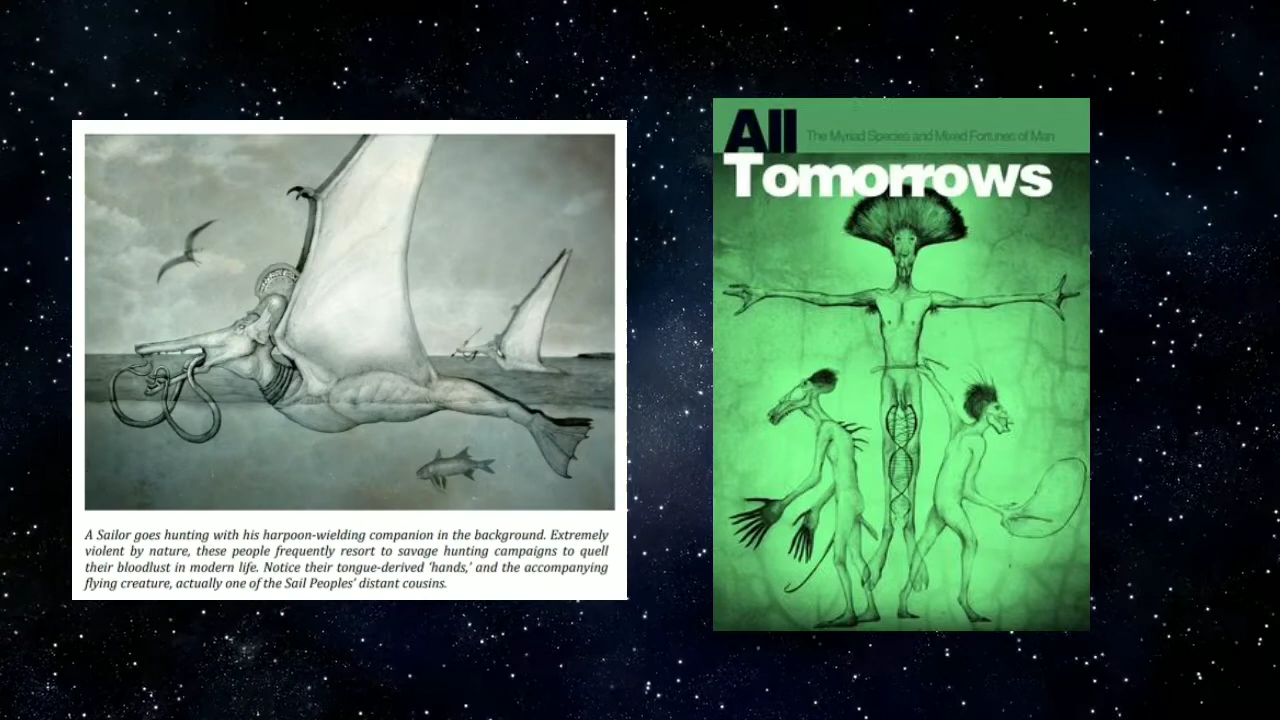 A Sailor goes hunting with his harpoon-wielding companion in the background. Extremely
violent by nature, these people frequently resort to savage hunting campaigns to quell
their bloodlust in modern life. Notice their tongue-derived ‘hands,’ and the accompanying
flying creature, actually one of the Sail Peoples’ distant cousins.
All
The Myriad Species and Mixed Fortunes of Man
Tomorrows